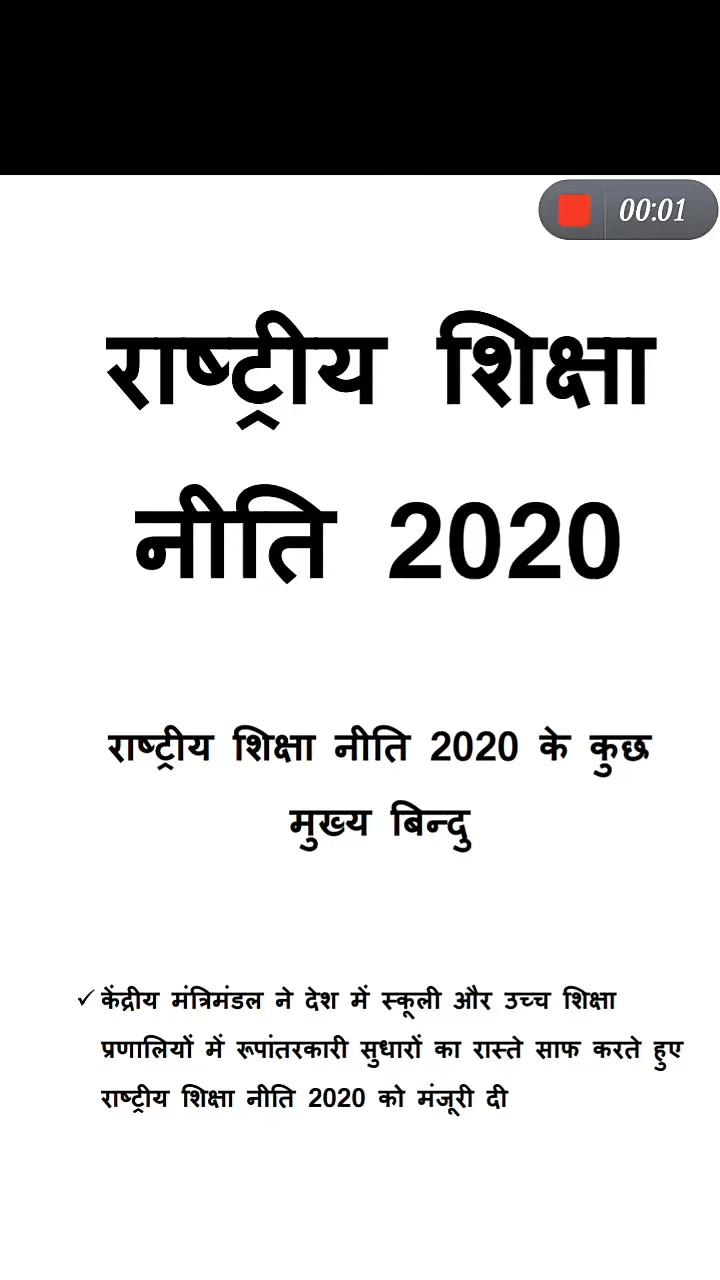 00:01
राष्ट्रीय शिक्षा
नीति 2020
राष्ट्रीय शिक्षा नीति 2020 के कुछ
मुख्य बिन्दु
✓ केंद्रीय मंत्रिमंडल ने देश में स्कूली और उच्च शिक्षा
प्रणालियों में रूपांतरकारी सुधारों का रास्ते साफ करते हुए
राष्ट्रीय शिक्षा नीति 2020 को मंजूरी दी